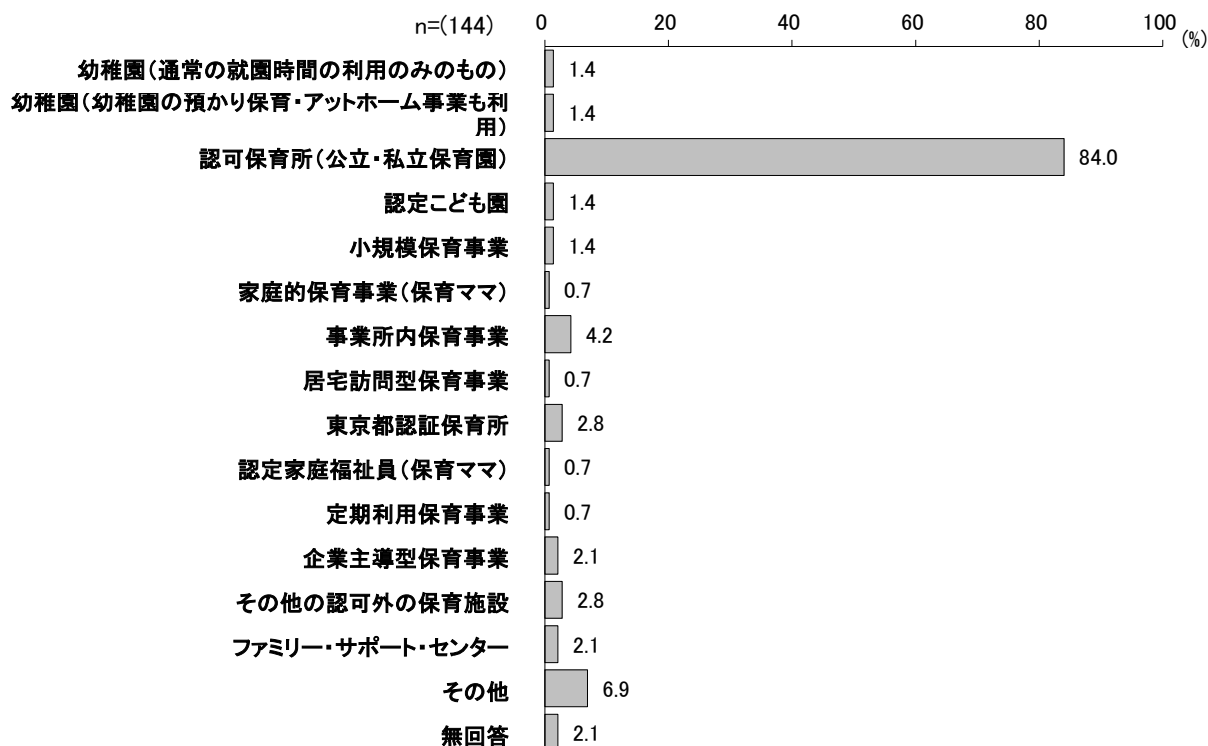 n=(144)
0 20 40 60 80 100
(%)
幼稚園(通常の就園時間の利用のみのもの) 1.4
幼稚園(幼稚園の預かり保育・アットホーム事業も利
用) 1.4
認可保育所(公立・私立保育園) 84.0
認定こども園 1.4
小規模保育事業 1.4
家庭的保育事業(保育ママ) 0.7
事業所内保育事業 4.2
居宅訪問型保育事業 0.7
東京都認証保育所 2.8
認定家庭福祉員(保育ママ) 0.7
定期利用保育事業 0.7
企業主導型保育事業 2.1
その他の認可外の保育施設 2.8
ファミリー・サポート・センター 2.1
その他 6.9
無回答 2.1